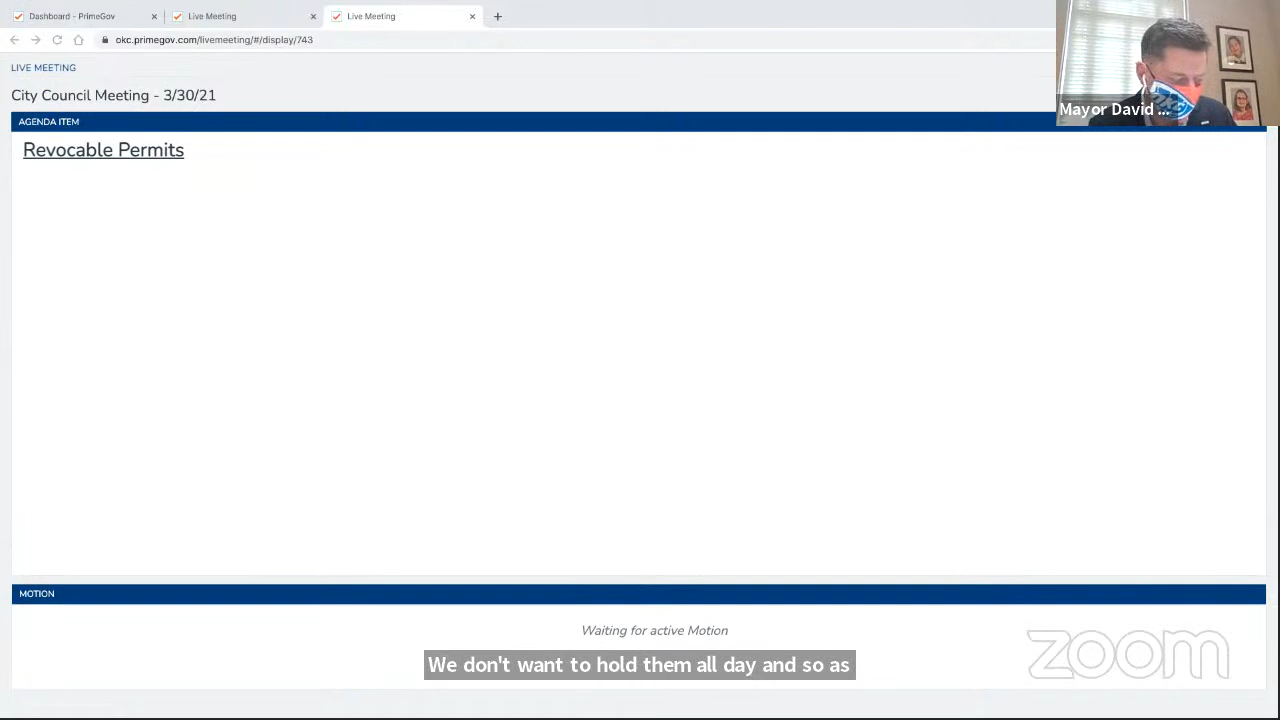 Dashboard - PrimeGov
Live Meeting
Live Meeting
okc.primegov.com/livemeeting/#/display/743
LIVE MEETING
City Council Meeting - 3/30/21
Mayor David ...
AGENDA ITEM
Revocable Permits
MOTION
Waiting for active Motion
We don't want to hold them all day and so as
zoom